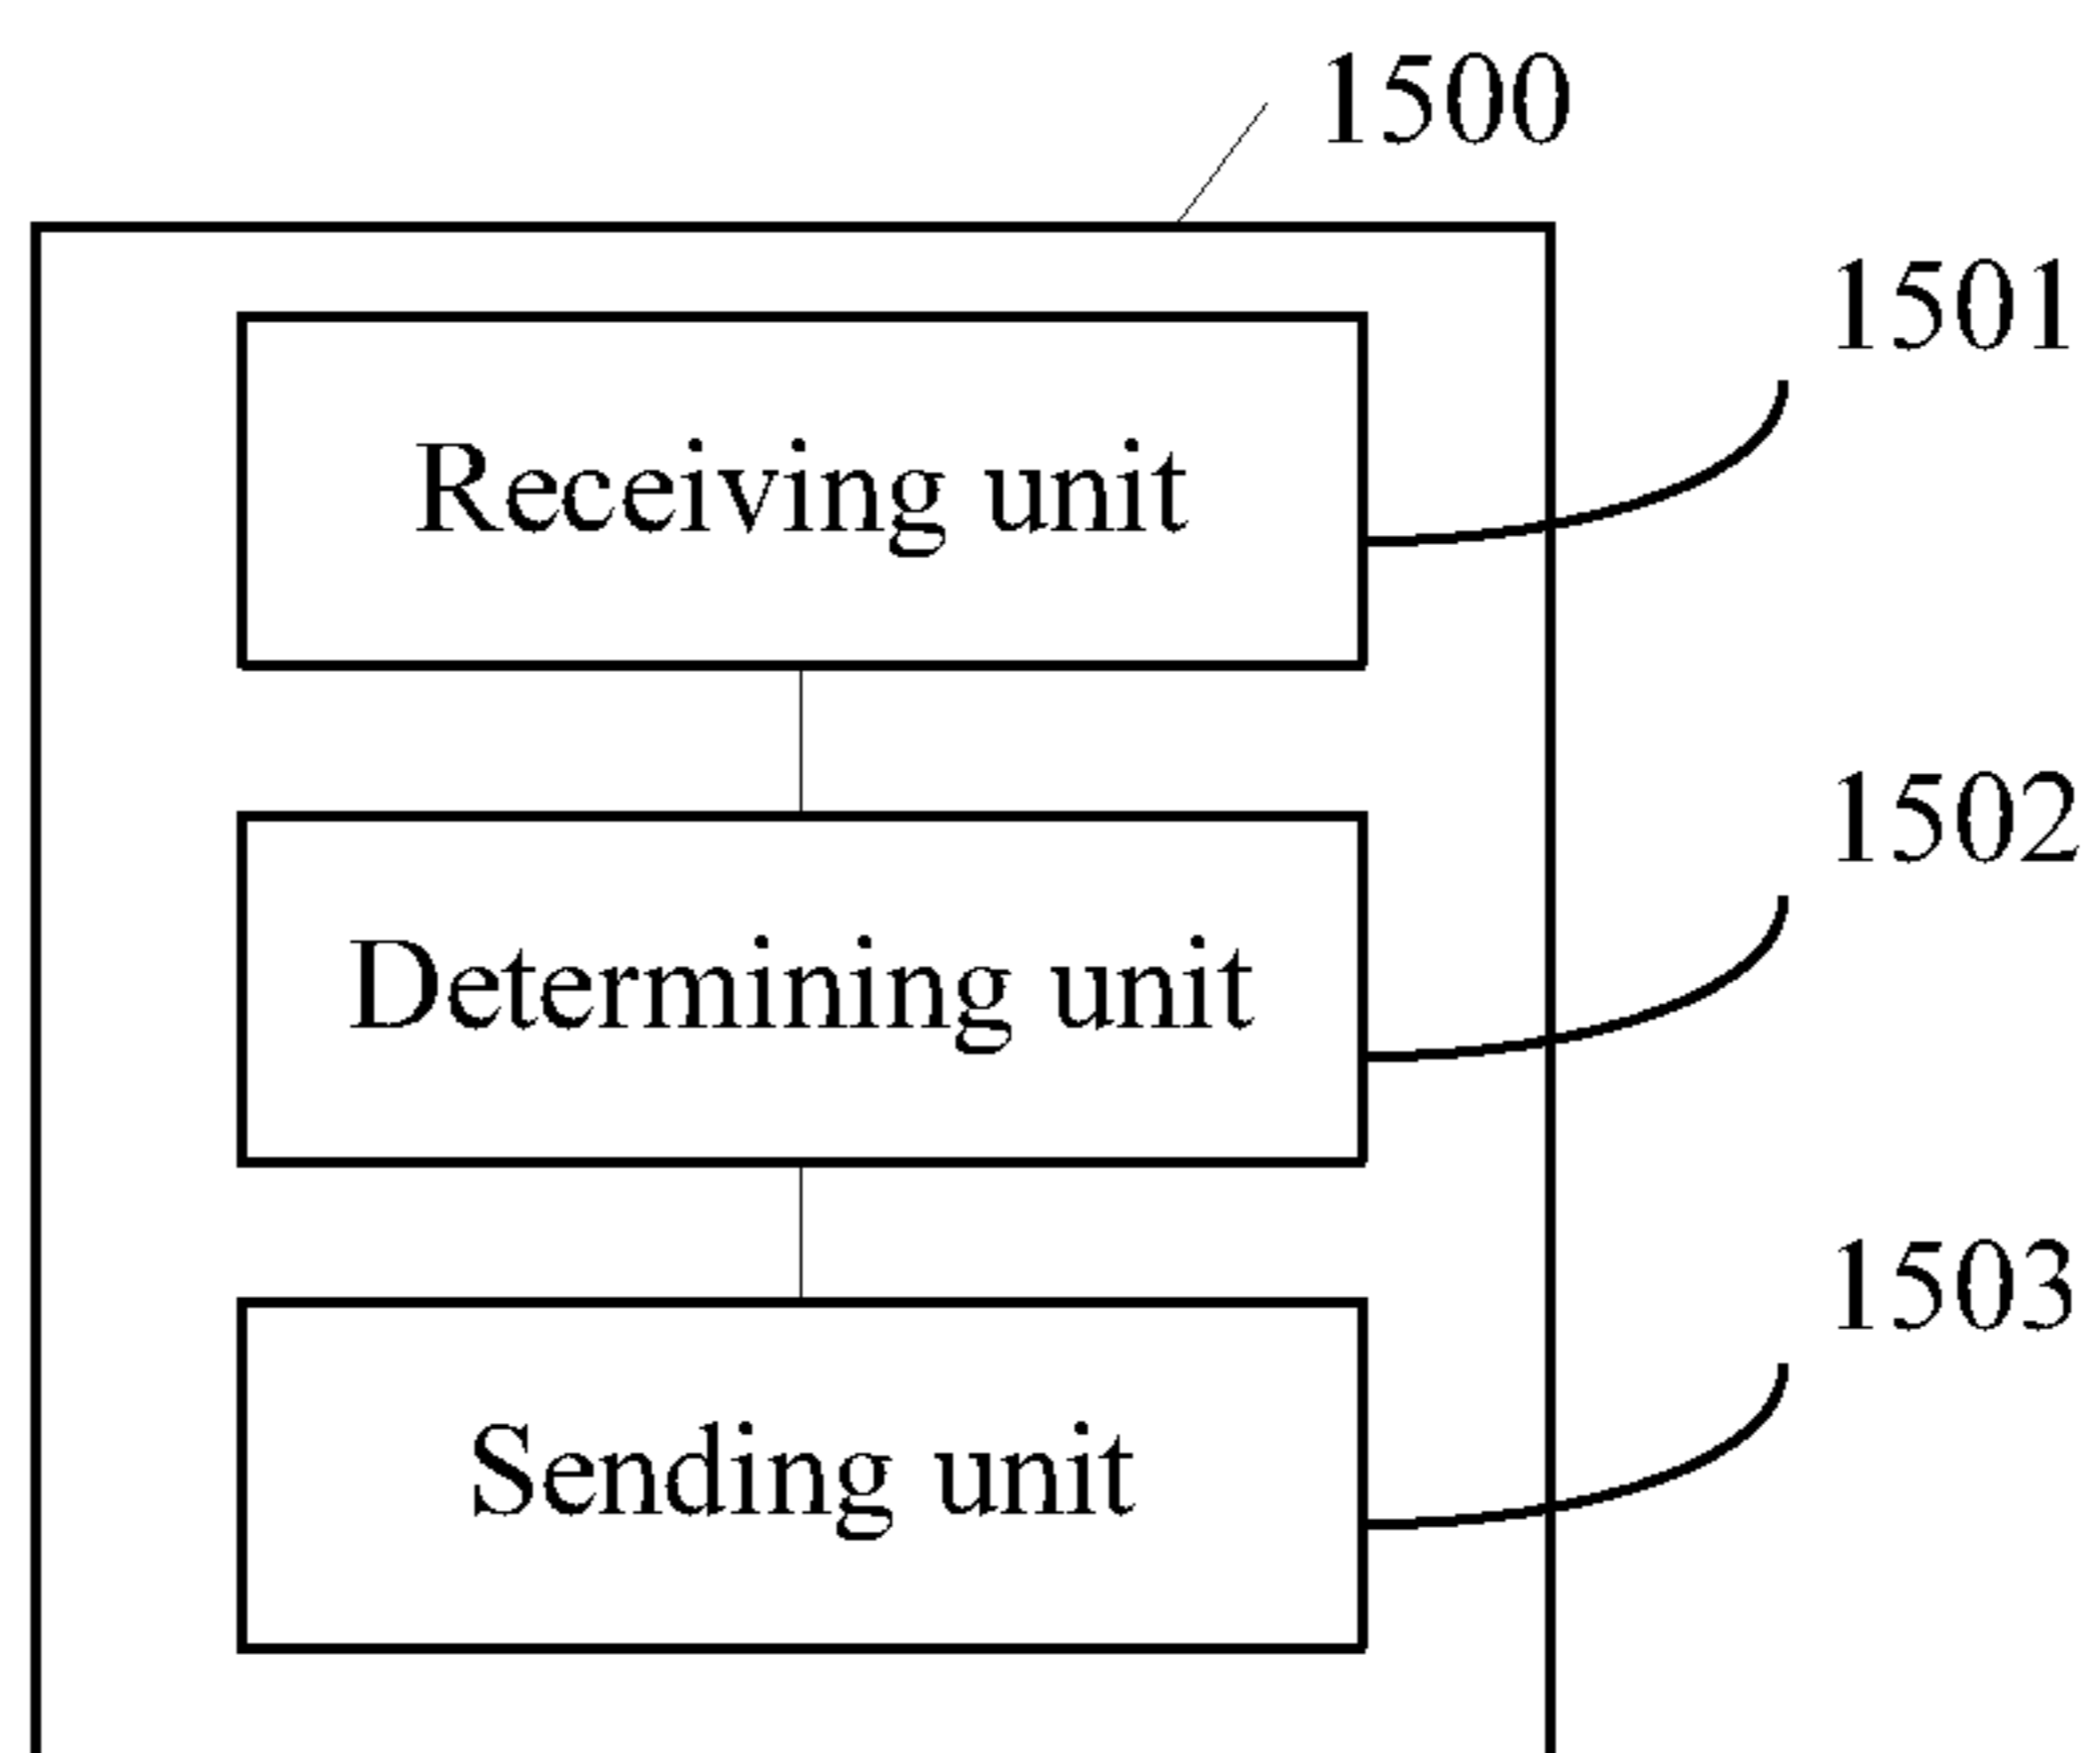 1500
1501
Receiving unit
1502
Determining unit
1503
Sending unit